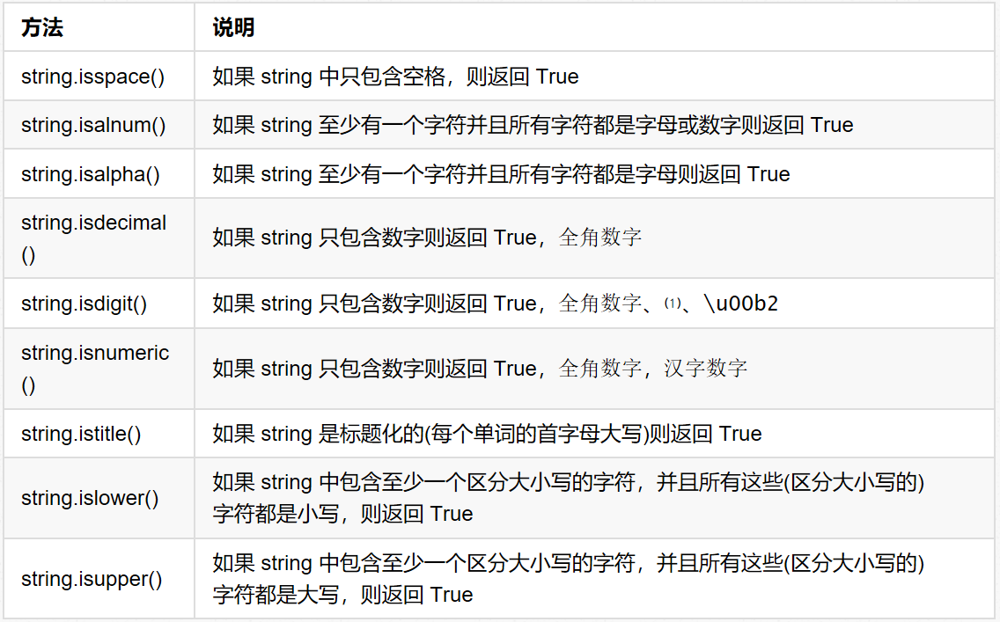 方法 说明
string.isspace() 如果 string 中只包含空格，则返回 True
string.isalnum() 如果 string 至少有一个字符并且所有字符都是字母或数字则返回 True
string.isalpha() 如果 string 至少有一个字符并且所有字符都是字母则返回 True
string.isdecimal
() 如果 string 只包含数字则返回 True，全角数字
string.isdigit() 如果 string 只包含数字则返回 True，全角数字、⑴、\u00b2
string.isnumeric
() 如果 string 只包含数字则返回 True，全角数字，汉字数字
string.istitle() 如果 string 是标题化的(每个单词的首字母大写)则返回 True
string.islower() 如果 string 中包含至少一个区分大小写的字符，并且所有这些(区分大小写的)
字符都是小写，则返回 True
string.isupper() 如果 string 中包含至少一个区分大小写的字符，并且所有这些(区分大小写的)
字符都是大写，则返回 True